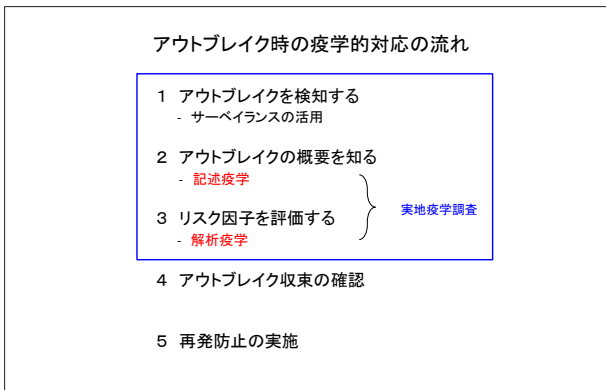 アウトブレイク時の疫学的対応の流れ
1 アウトブレイクを検知する
- サーベイランスの活用
2 アウトブレイクの概要を知る
- 記述疫学
実地疫学調査
3 リスク因子を評価する
- 解析疫学
4 アウトブレイク収束の確認
5 再発防止の実施